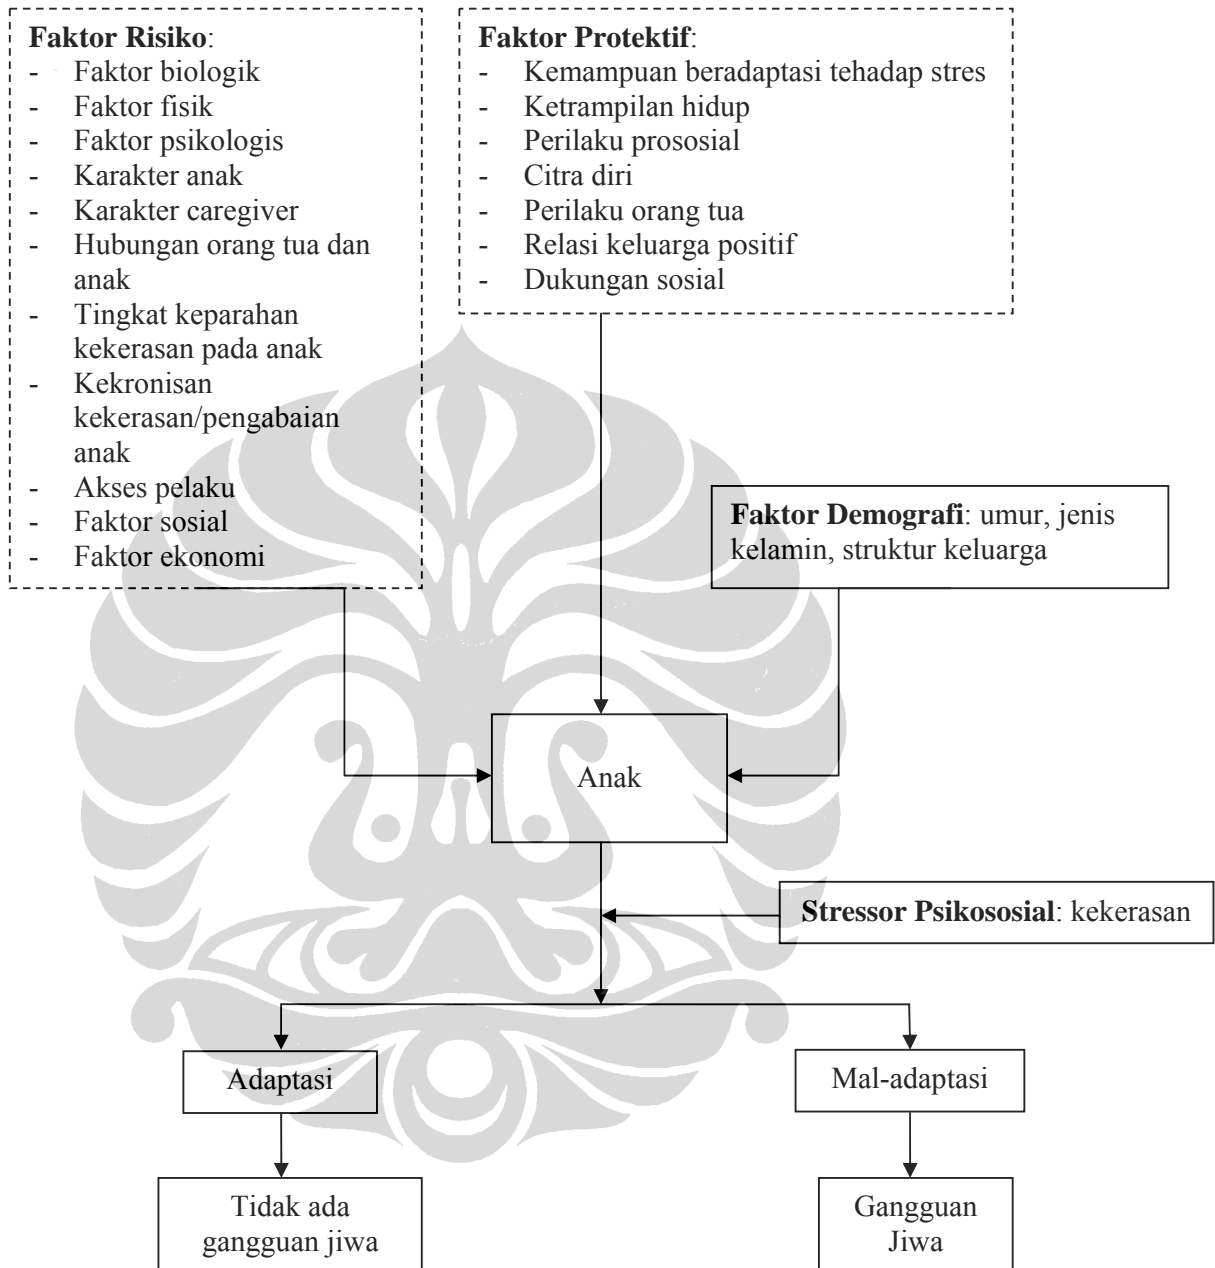 Faktor Risiko:
- Faktor biologik
- Faktor fisik
- Faktor psikologis
- Karakter anak
- Karakter caregiver
- Hubungan orang tua dan
anak
- Tingkat keparahan
kekerasan pada anak
- Kekronisan
kekerasan/pengabaian
anak
- Akses pelaku
- Faktor sosial
- Faktor ekonomi
Faktor Protektif:
- Kemampuan beradaptasi tehadap stres
- Ketrampilan hidup
- Perilaku prososial
- Citra diri
- Perilaku orang tua
- Relasi keluarga positif
- Dukungan sosial
Faktor Demografi: umur, jenis
kelamin, struktur keluarga
Anak
Stressor Psikososial: kekerasan
Adaptasi
Mal-adaptasi
Tidak ada
gangguan jiwa
Gangguan
Jiwa